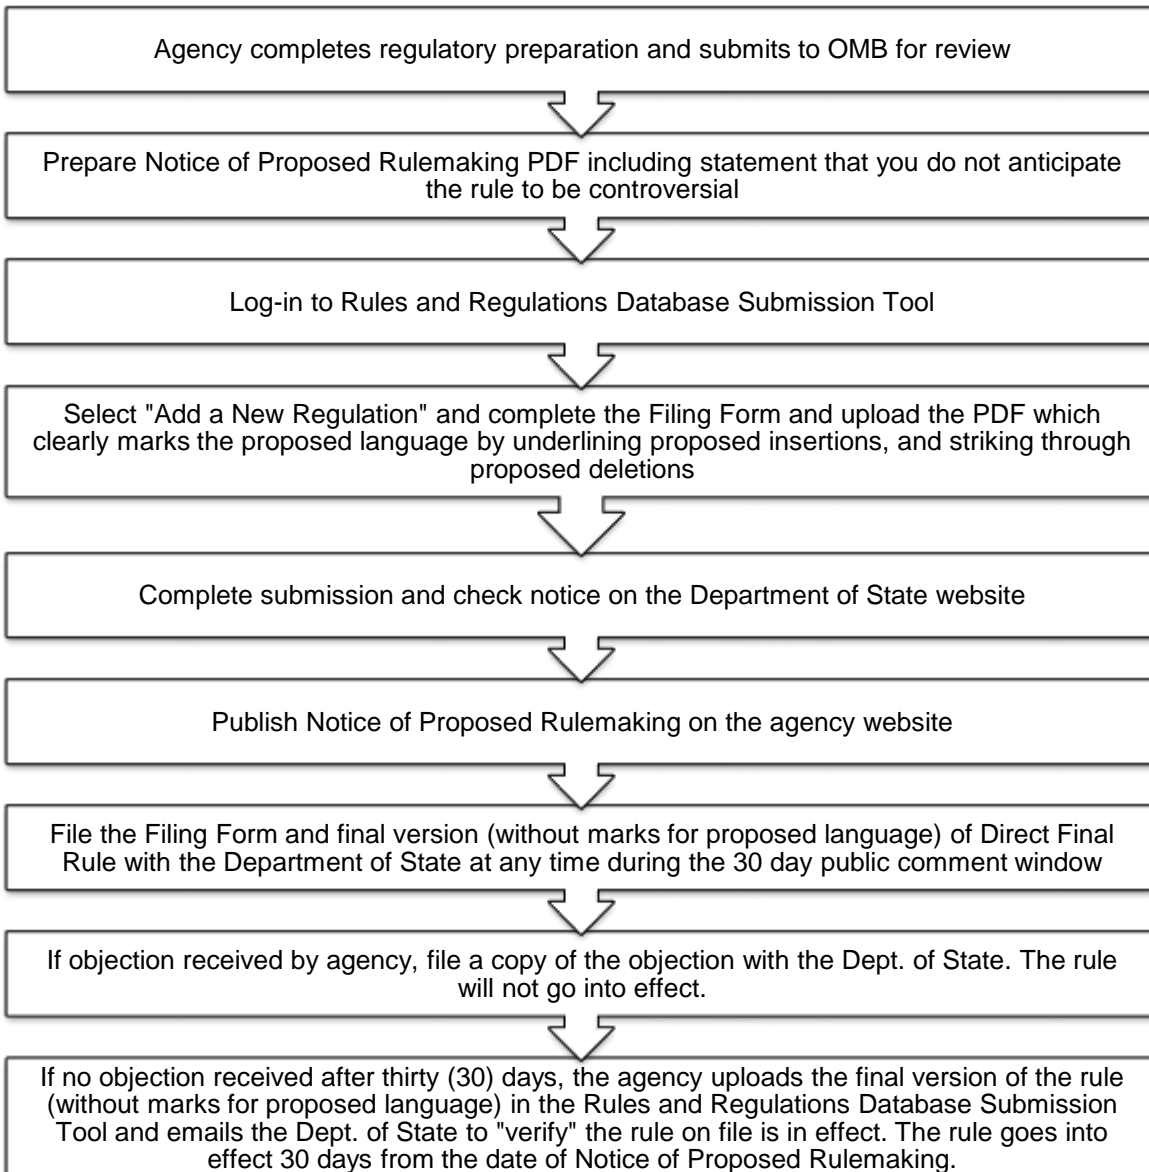 Agency completes regulatory preparation and submits to OMB for review
Prepare Notice of Proposed Rulemaking PDF including statement that you do not anticipate
the rule to be controversial
Log-in to Rules and Regulations Database Submission Tool
Select "Add a New Regulation" and complete the Filing Form and upload the PDF which
clearly marks the proposed language by underlining proposed insertions, and striking through
proposed deletions
Complete submission and check notice on the Department of State website
Publish Notice of Proposed Rulemaking on the agency website
File the Filing Form and final version (without marks for proposed language) of Direct Final
Rule with the Department of State at any time during the 30 day public comment window
If objection received by agency, file a copy of the objection with the Dept. of State. The rule
will not go into effect.
If no objection received after thirty (30) days, the agency uploads the final version of the rule
(without marks for proposed language) in the Rules and Regulations Database Submission
Tool and emails the Dept. of State to "verify" the rule on file is in effect. The rule goes into
effect 30 days from the date of Notice of Proposed Rulemaking.